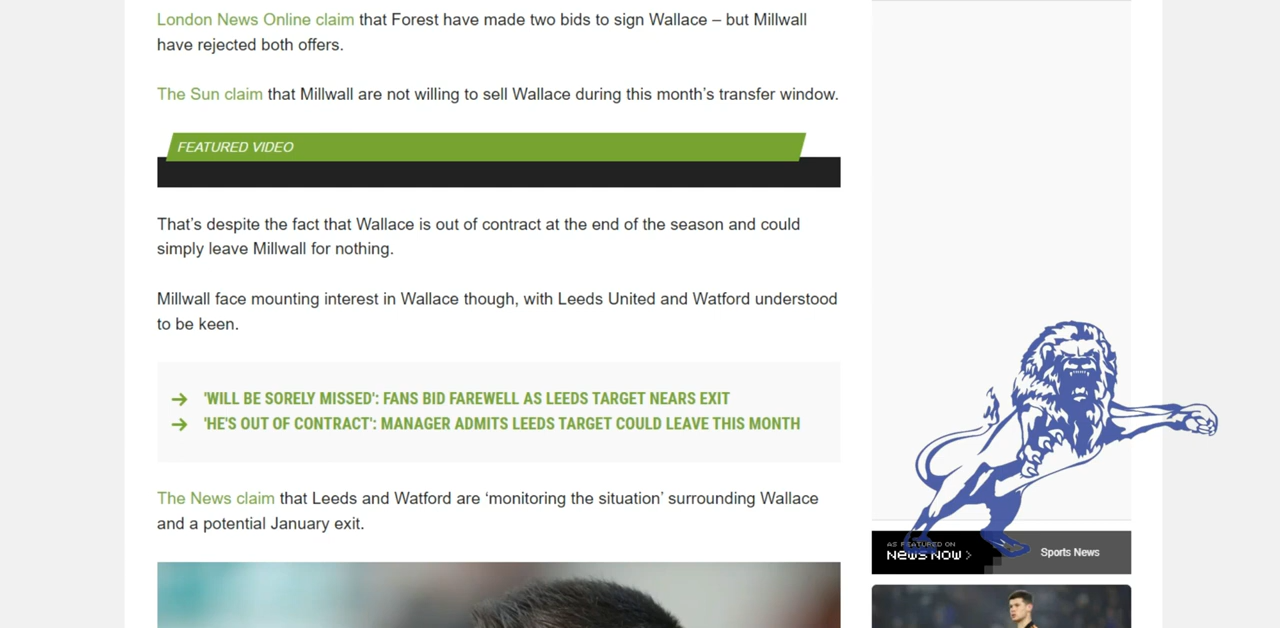 London News Online claim that Forest have made two bids to sign Wallace – but Millwall
have rejected both offers.
The Sun claim that Millwall are not willing to sell Wallace during this month’s transfer window.
FEATURED VIDEO
That’s despite the fact that Wallace is out of contract at the end of the season and could
simply leave Millwall for nothing.
Millwall face mounting interest in Wallace though, with Leeds United and Watford understood
to be keen.
'WILL BE SORELY MISSED': FANS BID FAREWELL AS LEEDS TARGET NEARS EXIT
'HE'S OUT OF CONTRACT': MANAGER ADMITS LEEDS TARGET COULD LEAVE THIS MONTH
The News claim that Leeds and Watford are ‘monitoring the situation’ surrounding Wallace
and a potential January exit.
AS FEATURED ON
NEWS NOW >
Sports News